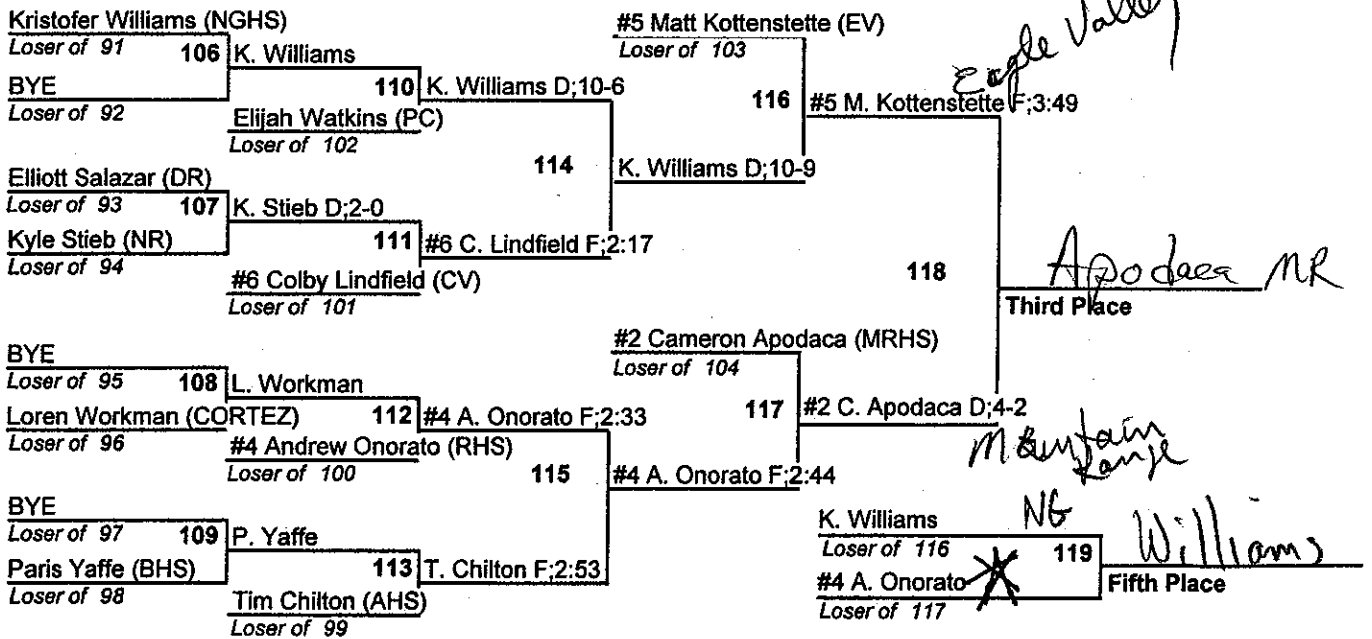 Kristofer Williams (NGHS)
Loser of 91
106
K. Williams
BYE
Loser of 92
110
K. Williams D;10-6
Elijah Watkins (PC)
Loser of 102
Elliott Salazar (DR)
Loser of 93
107
K. Stieb D;2-0
Kyle Stieb (NR)
Loser of 94
111
#6 C. Lindfield F;2:17
#6 Colby Lindfield (CV)
Loser of 101
114
K. Williams D;10-9
#5 Matt Kottenstette (EV)
Loser of 103
116
#5 M. Kottenstette F;3:49
Eagle Valley
BYE
Loser of 95
108
L. Workman
Loren Workman (CORTEZ)
Loser of 96
112
#4 A. Onorato F;2:33
#4 Andrew Onorato (RHS)
Loser of 100
BYE
Loser of 97
109
P. Yaffe
Paris Yaffe (BHS)
Loser of 98
113
T. Chilton F;2:53
Tim Chilton (AHS)
Loser of 99
115
#4 A. Onorato F;2:44
#2 Cameron Apodaca (MRHS)
Loser of 104
117
#2 C. Apodaca D;4-2
Mountain
Range
118
Apodaca MR
Third Place
K. Williams
NG
Loser of 116
119
#4 A. Onorato
Loser of 117
Williams
Fifth Place